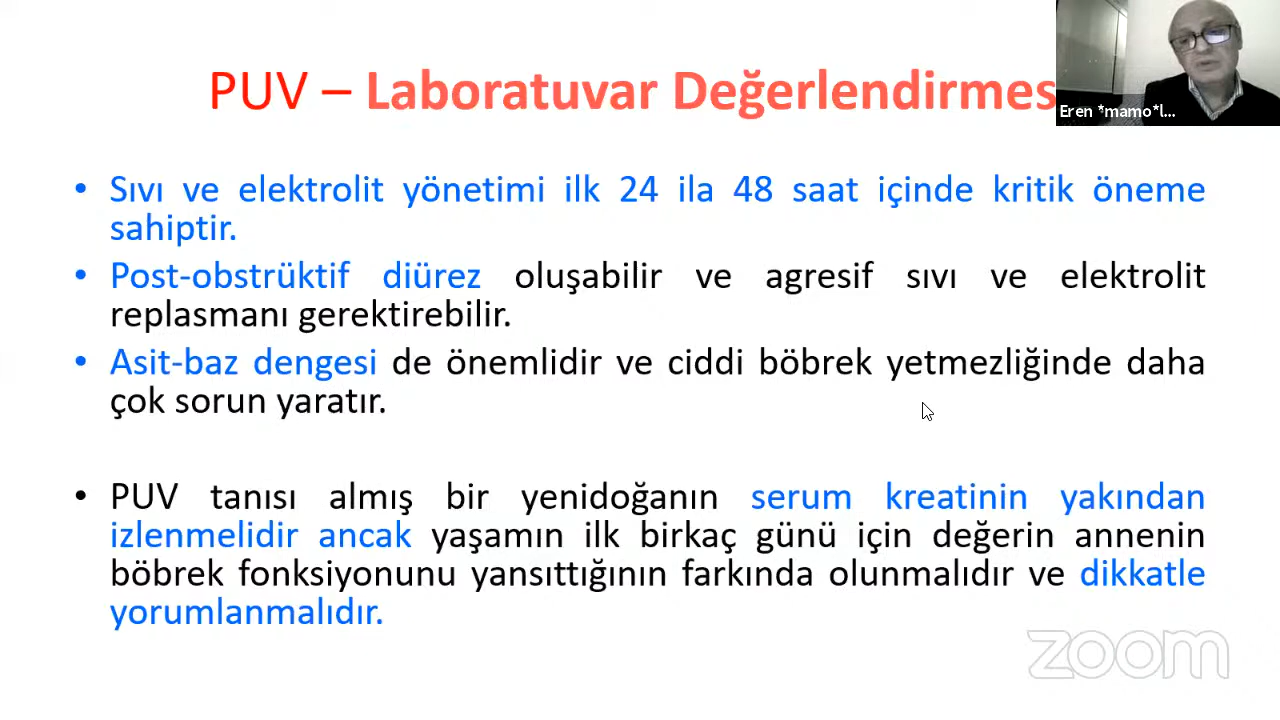 PUV – Laboratuvar Değerlendirmes
Eren *mamo*l...
• Sıvı ve elektrolit yönetimi ilk 24 ila 48 saat içinde kritik öneme
sahiptir.
• Post-obstrüktif diürez oluşabilir ve agresif sıvı ve elektrolit
replasmanı gerektirebilir.
• Asit-baz dengesi de önemlidir ve ciddi böbrek yetmezliğinde daha
çok sorun yaratır.
• PUV tanısı almış bir yenidoğanın serum kreatinin yakından
izlenmelidir ancak yaşamın ilk birkaç günü için değerin annenin
böbrek fonksiyonunu yansıttığının farkında olunmalıdır ve dikkatle
yorumlanmalıdır.
zoom